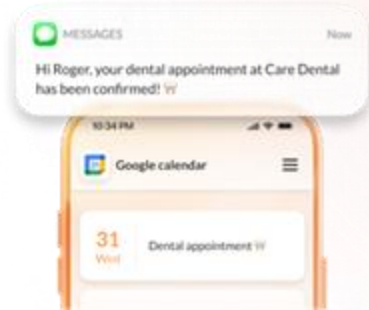 MESSAGES
Now
Hi Roger, your dental appointment at Care Dental
has been confirmed! 🦷
10:34 PM
Google calendar
31
Wed
Dental appointment 🦷